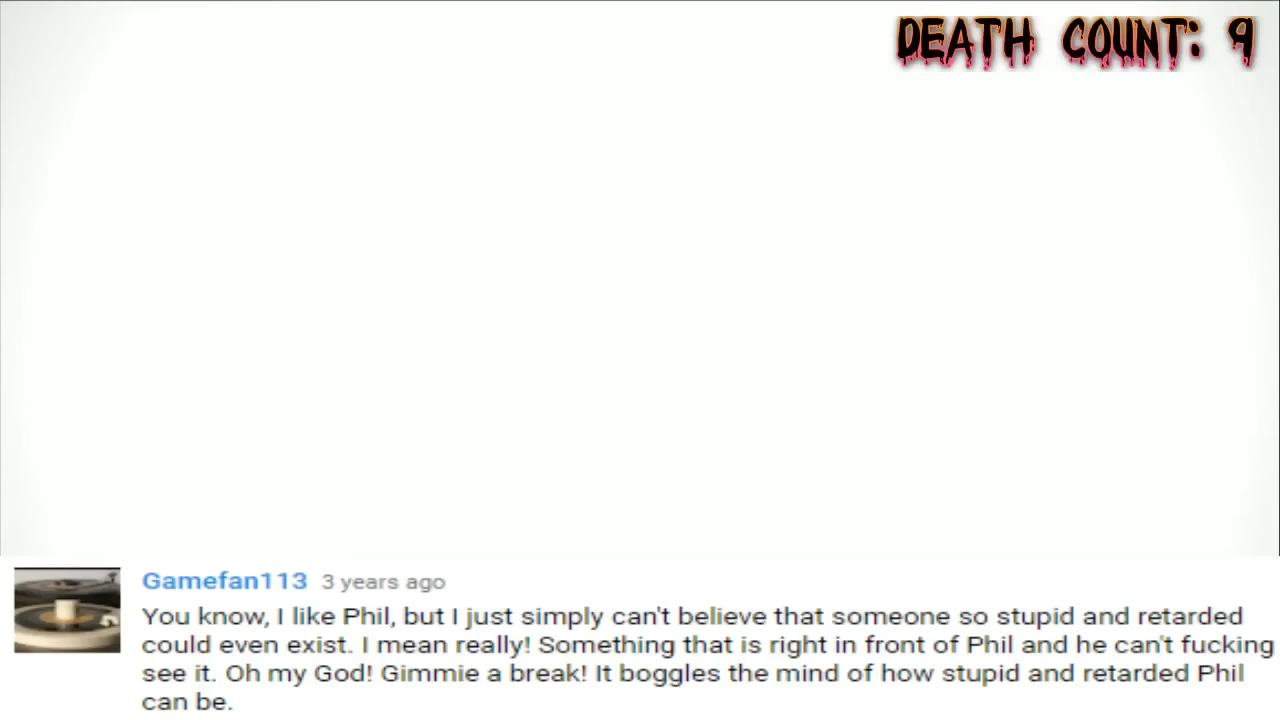 DEATH COUNT: 9
Gamefan113 3 years ago
You know, I like Phil, but I just simply can't believe that someone so stupid and retarded
could even exist. I mean really! Something that is right in front of Phil and he can't fucking
see it. Oh my God! Gimmie a break! It boggles the mind of how stupid and retarded Phil
can be.